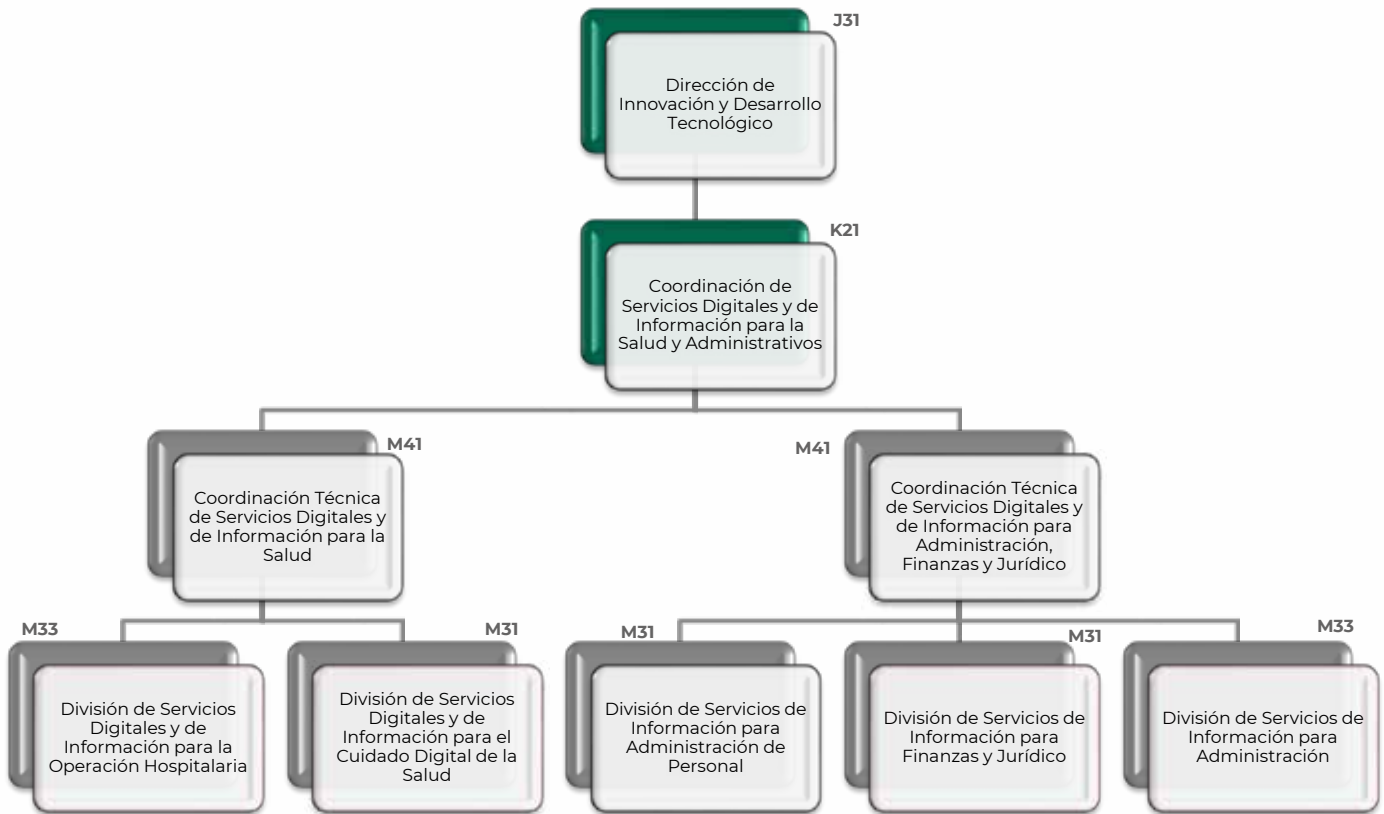 J31
Dirección de
Innovación y Desarrollo
Tecnológico
K21
Coordinación de
Servicios Digitales y de
Información para la
Salud y Administrativos
M41
Coordinación Técnica
de Servicios Digitales y
de Información para la
Salud
M41
Coordinación Técnica
de Servicios Digitales y
de Información para
Administración,
Finanzas y Jurídico
M33
División de Servicios
Digitales y de
Información para la
Operación Hospitalaria
M31
División de Servicios
Digitales y de
Información para el
Cuidado Digital de la
Salud
M31
División de Servicios de
Información para
Administración de
Personal
M31
División de Servicios de
Información para
Finanzas y Jurídico
M33
División de Servicios de
Información para
Administración